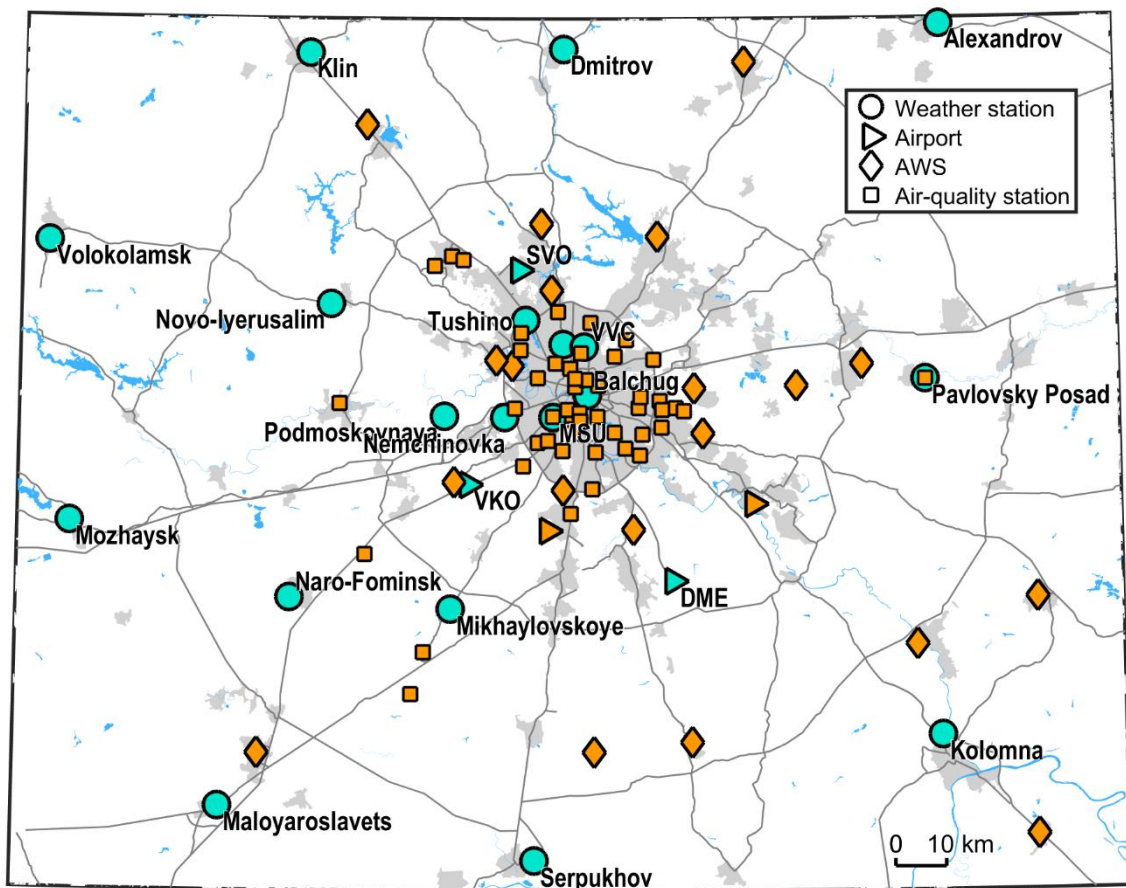 Alexandrov
Klin
Dmitrov
Weather station
Airport
AWS
Air-quality station
Volokolamsk
SVO
Novo-Iyerusalim
Tushino
VVC
Balchug
Pavlovsky Posad
Podmoskovnaya
Nemchinovka
MSU
VKO
Mozhaysk
Naro-Fominsk
DME
Mikhaylovskoye
Kolomna
Maloyaroslavets
0 10 km
Serpukhov